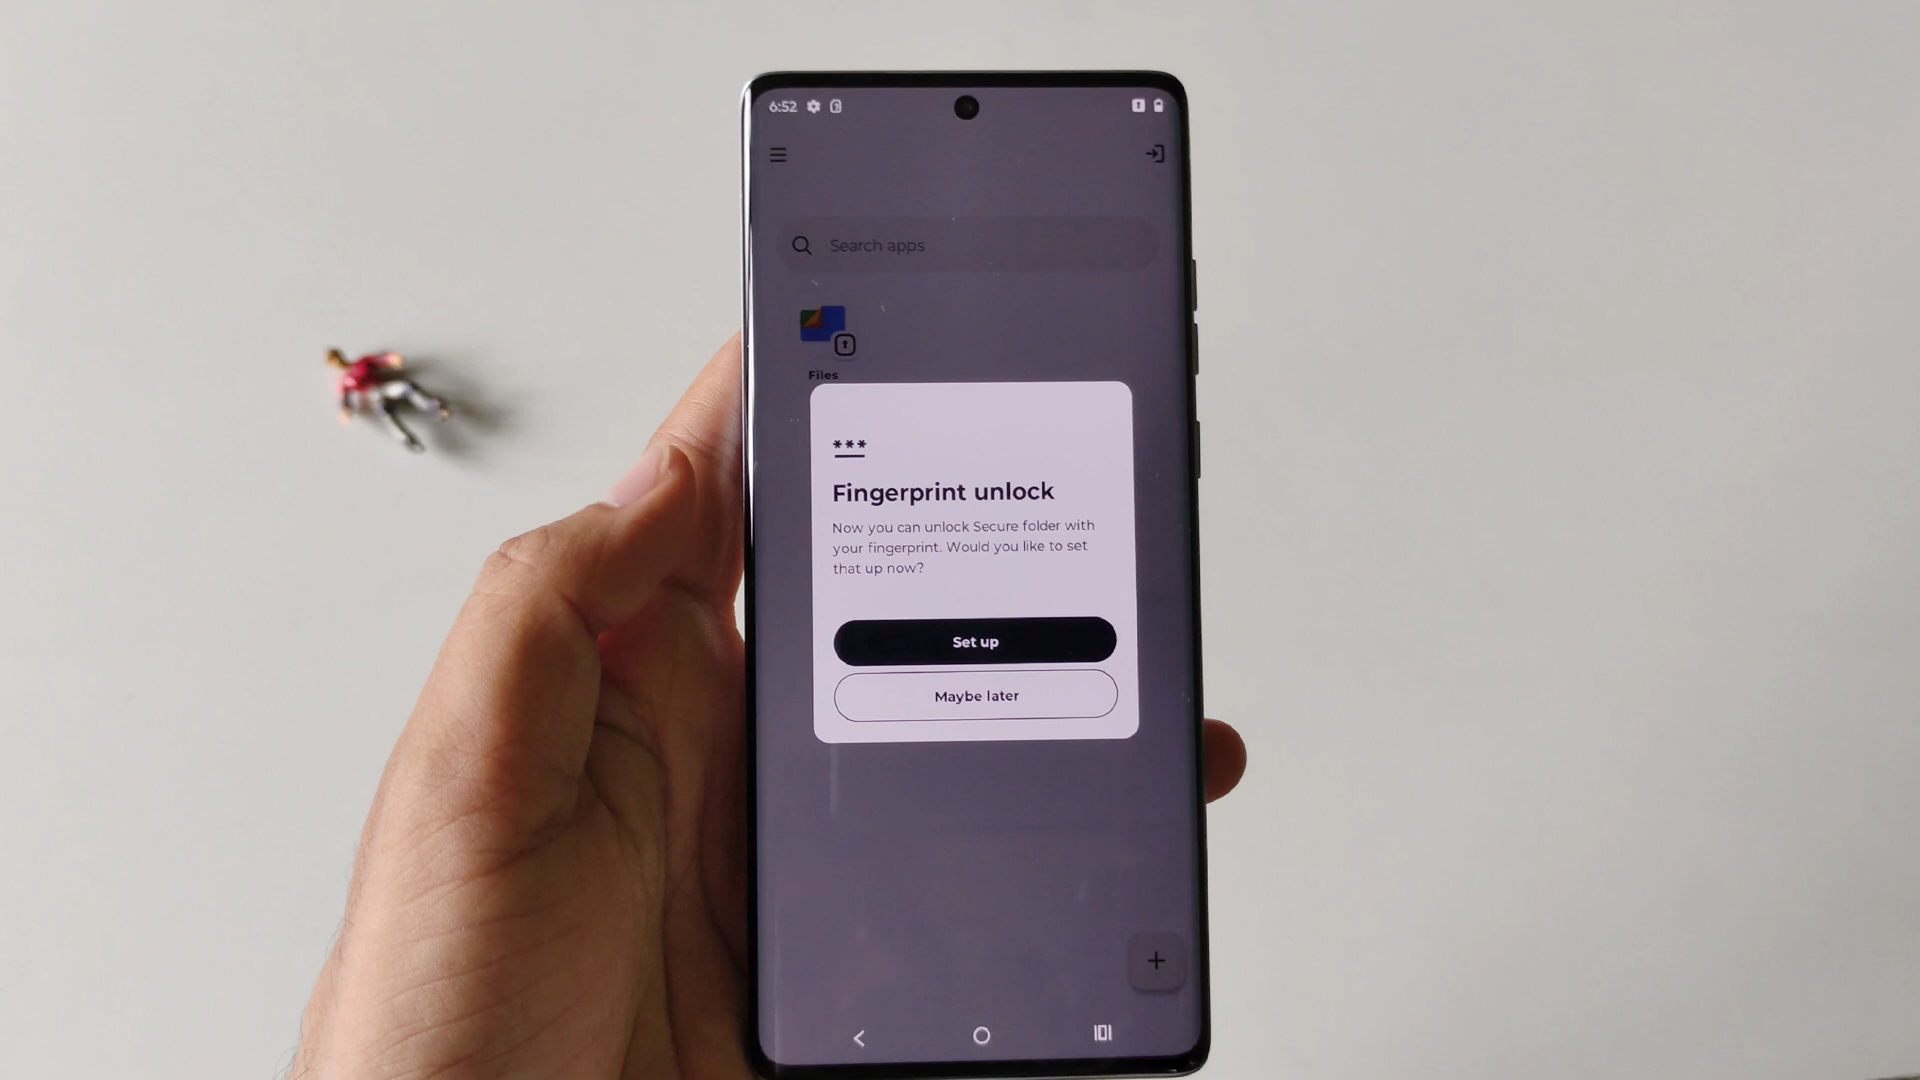 6:52
Search apps
Files
***
Fingerprint unlock
Now you can unlock Secure folder with
your fingerprint. Would you like to set
that up now?
Set up
Maybe later